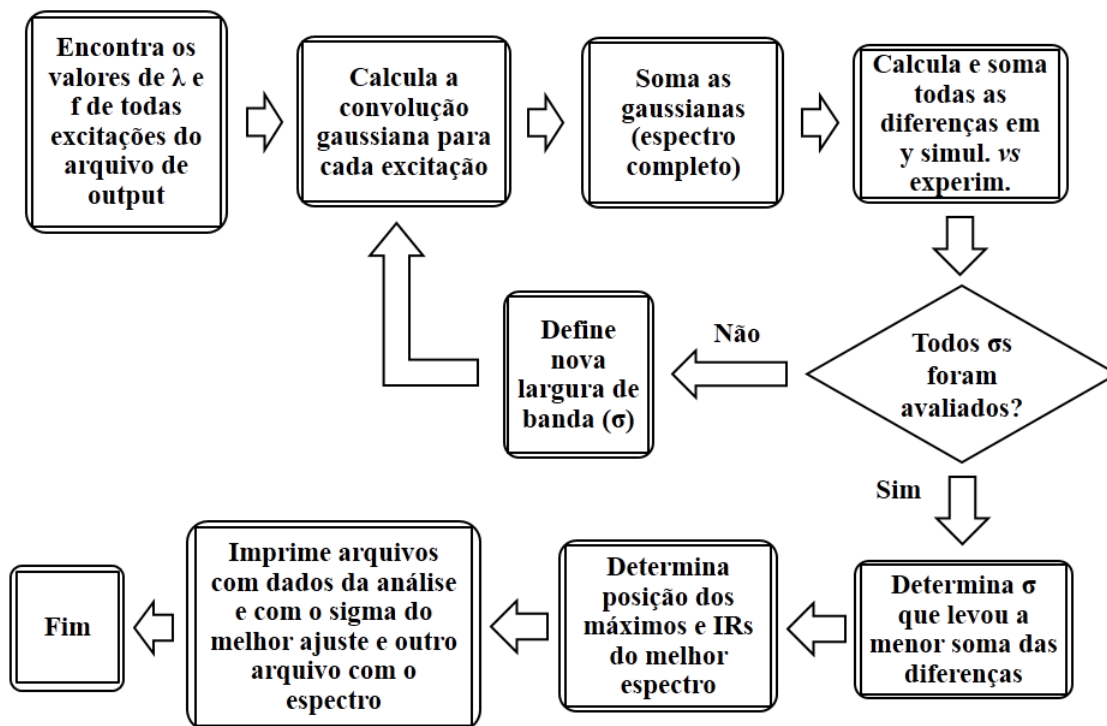 Encontra os
valores de λ e
f de todas
excitações do
arquivo de
output
Calcula a
convolução
gaussiana para
cada excitação
Soma as
gaussianas
(espectro
completo)
Calcula e soma
todas as
diferenças em
y simul. vs
experim.
Todos σs
foram
avaliados?
Não
Define
nova
largura de
banda (σ)
Sim
Determina σ
que levou a
menor soma das
diferenças
Determina
posição dos
máximos e IRs
do melhor
espectro
Imprime arquivos
com dados da análise
e com o sigma do
melhor ajuste e outro
arquivo com o
espectro
Fim